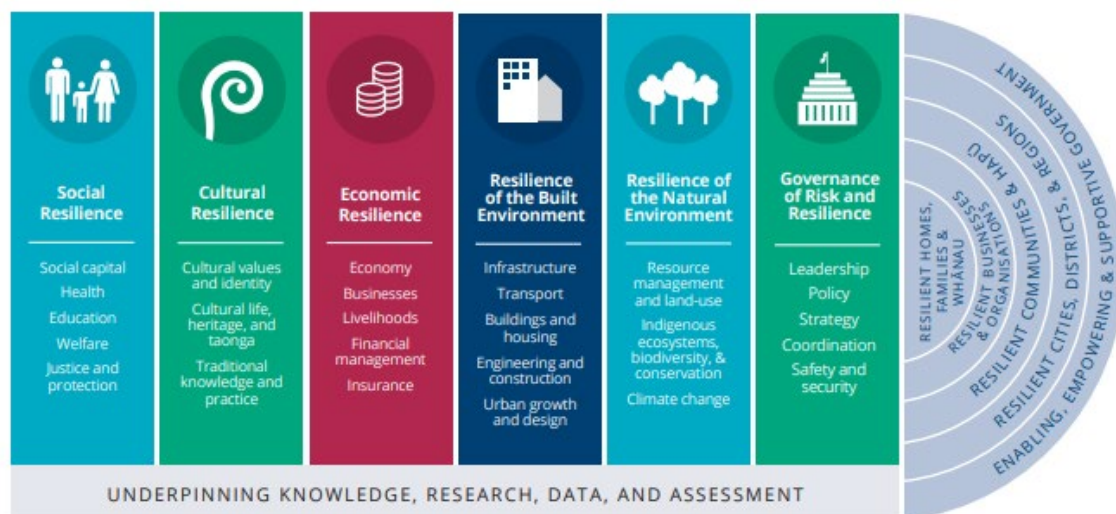 Social
Resilience
Social capital
Health
Education
Welfare
Justice and
protection
Cultural
Resilience
Cultural values
and identity
Cultural life,
heritage, and
taonga
Traditional
knowledge and
practice
Economic
Resilience
Economy
Businesses
Livelihoods
Financial
management
Insurance
Resilience
of the Built
Environment
Infrastructure
Transport
Buildings and
housing
Engineering and
construction
Urban growth
and design
Resilience of
the Natural
Environment
Resource
management
and land-use
Indigenous
ecosystems,
biodiversity, &
conservation
Climate change
Governance
of Risk and
Resilience
Leadership
Policy
Strategy
Coordination
Safety and
security
RESILIENT HOMES,
FAMILIES &
WHĀNAU
RESILIENT BUSINESSES
& ORGANISATIONS
RESILIENT COMMUNITIES & HAPŪ
RESILIENT CITIES, DISTRICTS, & REGIONS
ENABLING, EMPOWERING & SUPPORTIVE GOVERNMENT
UNDERPINNING KNOWLEDGE, RESEARCH, DATA, AND ASSESSMENT